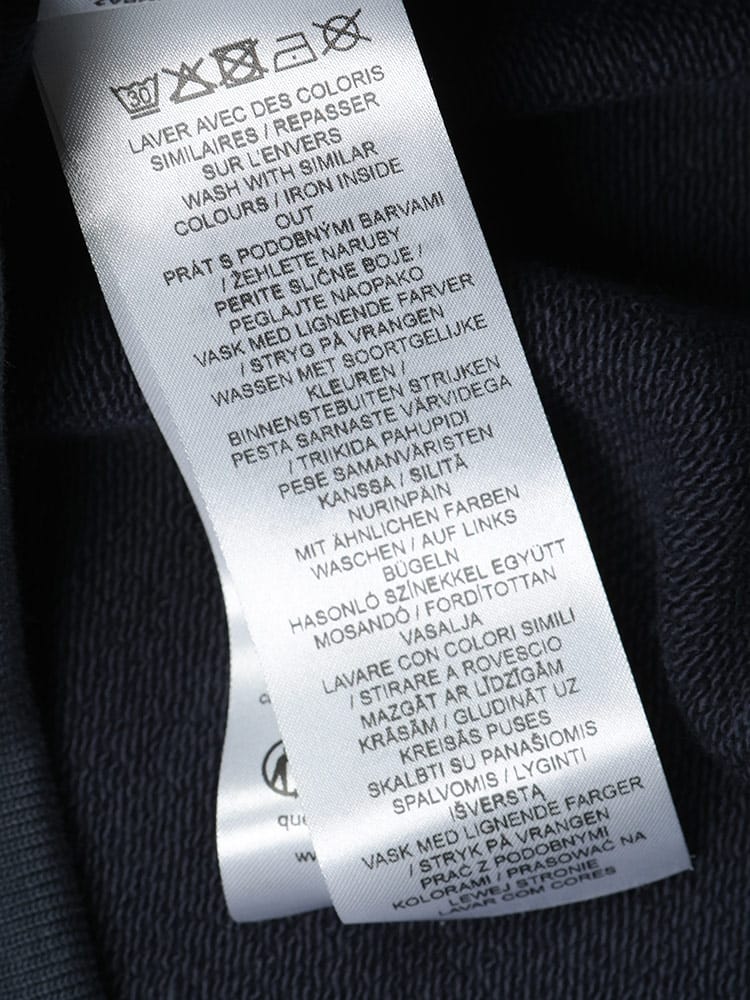 30
LAVER AVEC DES COLORIS
SIMILAIRES / REPASSER
SUR L'ENVERS
WASH WITH SIMILAR
COLOURS / IRON INSIDE
OUT
PRÁT S PODOBNÝMI BARVAMI
/ ŽEHLETE NARUBY
PERITE SLIČNE BOJE /
PEGLAJTE NAOPAKO
VASK MED LIGNENDE FARVER
/ STRYG PÅ VRANGEN
WASSEN MET SOORTGELIJKE
KLEUREN /
BINNENSTEBUITEN STRIJKEN
PESTA SARNASTE VÄRVIDEGA
/ TRIIKIDA PAHUPIDI
PESE SAMANVÄRISTEN
KANSSA / SILITÄ
NURINPÄIN
MIT ÄHNLICHEN FARBEN
WASCHEN / AUF LINKS
BÜGELN
HASONLÓ SZÍNEKKEL EGYÜTT
MOSANDÓ / FORDÍTOTTAN
VASALJA
LAVARE CON COLORI SIMILI
/ STIRARE A ROVESCIO
MAZGĀT AR LĪDZĪGĀM
KRĀSĀM / GLUDINĀT UZ
KREISĀS PUSES
SKALBTI SU PANAŠIOMIS
SPALVOMIS / LYGINTI
IŠVERSTĄ
VASK MED LIGNENDE FARGER
/ STRYK PÅ VRANGEN
PRAĆ Z PODOBNYMI
KOLORAMI / PRASOWAĆ NA
LEWEJ STRONIE
LAVAR COM CORES